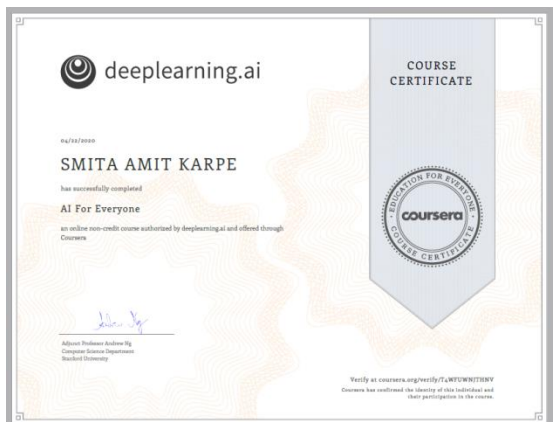 deeplearning.ai
COURSE
CERTIFICATE
04/22/2020
SMITA AMIT KARPE
has successfully completed
AI For Everyone
an online non-credit course authorized by deeplearning.ai and offered through
Coursera
EDUCATION FOR EVERYONE
coursera
COURSE CERTIFICATE
Adjunct Professor Andrew Ng
Computer Science Department
Stanford University
Verify at coursera.org/verify/T4WFUWNJTHNV
Coursera has confirmed the identity of this individual and
their participation in the course.